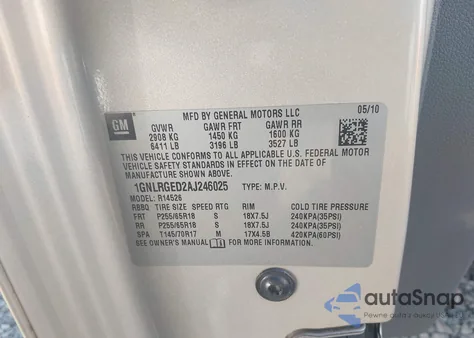 GM
MFD BY GENERAL MOTORS LLC
05/10
GVWR GAWR FRT GAWR RR
2908 KG 1450 KG 1600 KG
6411 LB 3196 LB 3527 LB
THIS VEHICLE CONFORMS TO ALL APPLICABLE U.S. FEDERAL MOTOR
VEHICLE SAFETY STANDARDS IN EFFECT ON THE DATE OF
MANUFACTURE SHOWN ABOVE.
1GNLRGED2AJ246025 TYPE: M.P.V.
MODEL: R14526
RBBQ TIRE SIZE SPEED RTG RIM COLD TIRE PRESSURE
FRT P255/65R18 S 18X7.5J 240KPA(35PSI)
RR P255/65R18 S 18X7.5J 240KPA(35PSI)
SPA T145/70R17 M 17X4.5B 420KPA(60PSI)
SEE OWNER'S MANUAL FOR MORE INFORMATION
autoSnap
Pewne auto z USA